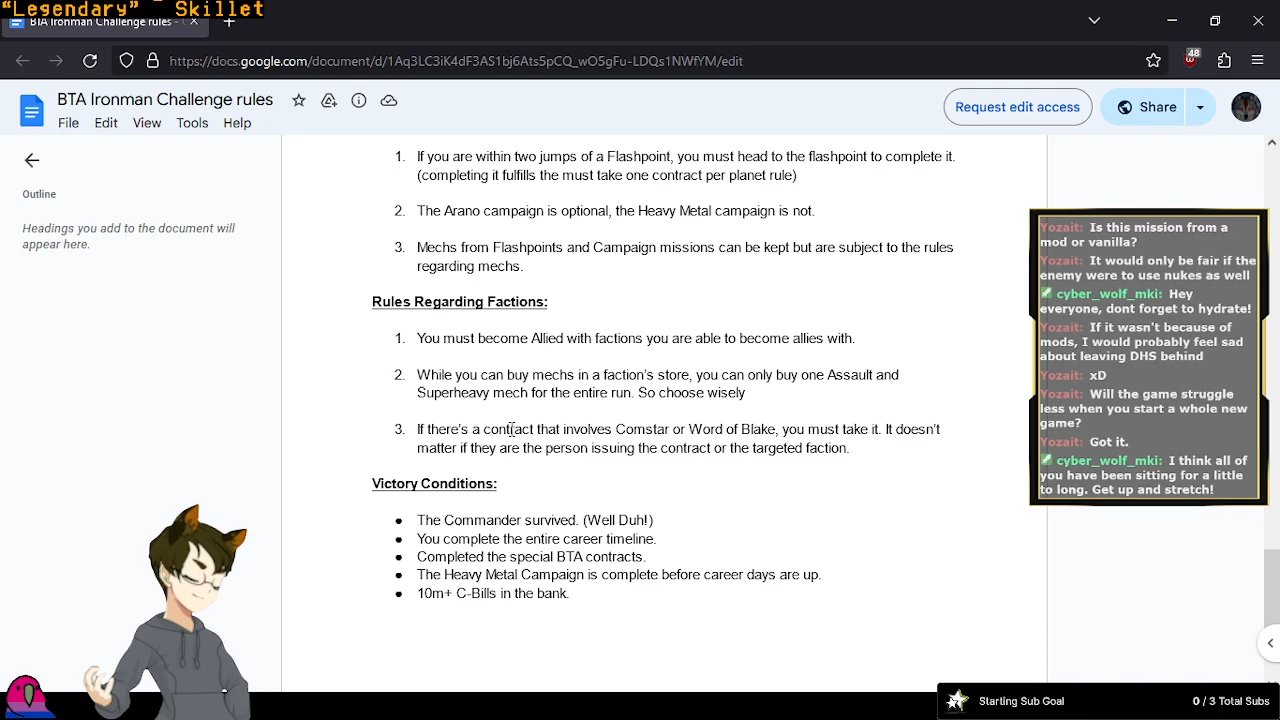 “Legendary” ~ Skillet
BTA Ironman Challenge rules -
https://docs.google.com/document/d/1Aq3LC3iK4dF3AS1bj6Ats5pCQ_wO5gFu-LDQs1NWfYM/edit
48
BTA Ironman Challenge rules
File Edit View Tools Help
Request edit access
Share
Outline
Headings you add to the document will
appear here.
1. If you are within two jumps of a Flashpoint, you must head to the flashpoint to complete it.
(completing it fulfills the must take one contract per planet rule)
2. The Arano campaign is optional, the Heavy Metal campaign is not.
3. Mechs from Flashpoints and Campaign missions can be kept but are subject to the rules
regarding mechs.
Rules Regarding Factions:
1. You must become Allied with factions you are able to become allies with.
2. While you can buy mechs in a faction’s store, you can only buy one Assault and
Superheavy mech for the entire run. So choose wisely
3. If there’s a contract that involves Comstar or Word of Blake, you must take it. It doesn’t
matter if they are the person issuing the contract or the targeted faction.
Victory Conditions:
● The Commander survived. (Well Duh!)
● You complete the entire career timeline.
● Completed the special BTA contracts.
● The Heavy Metal Campaign is complete before career days are up.
● 10m+ C-Bills in the bank.
Yozait: Is this mission from a
mod or vanilla?
Yozait: It would only be fair if the
enemy were to use nukes as well
cyber_wolf_mki: Hey
everyone, dont forget to hydrate!
Yozait: If it wasn't because of
mods, I would probably feel sad
about leaving DHS behind
Yozait: xD
Yozait: Will the game struggle
less when you start a whole new
game?
Yozait: Got it.
cyber_wolf_mki: I think all of
you have been sitting for a little
to long. Get up and stretch!
Starting Sub Goal
0 / 3 Total Subs